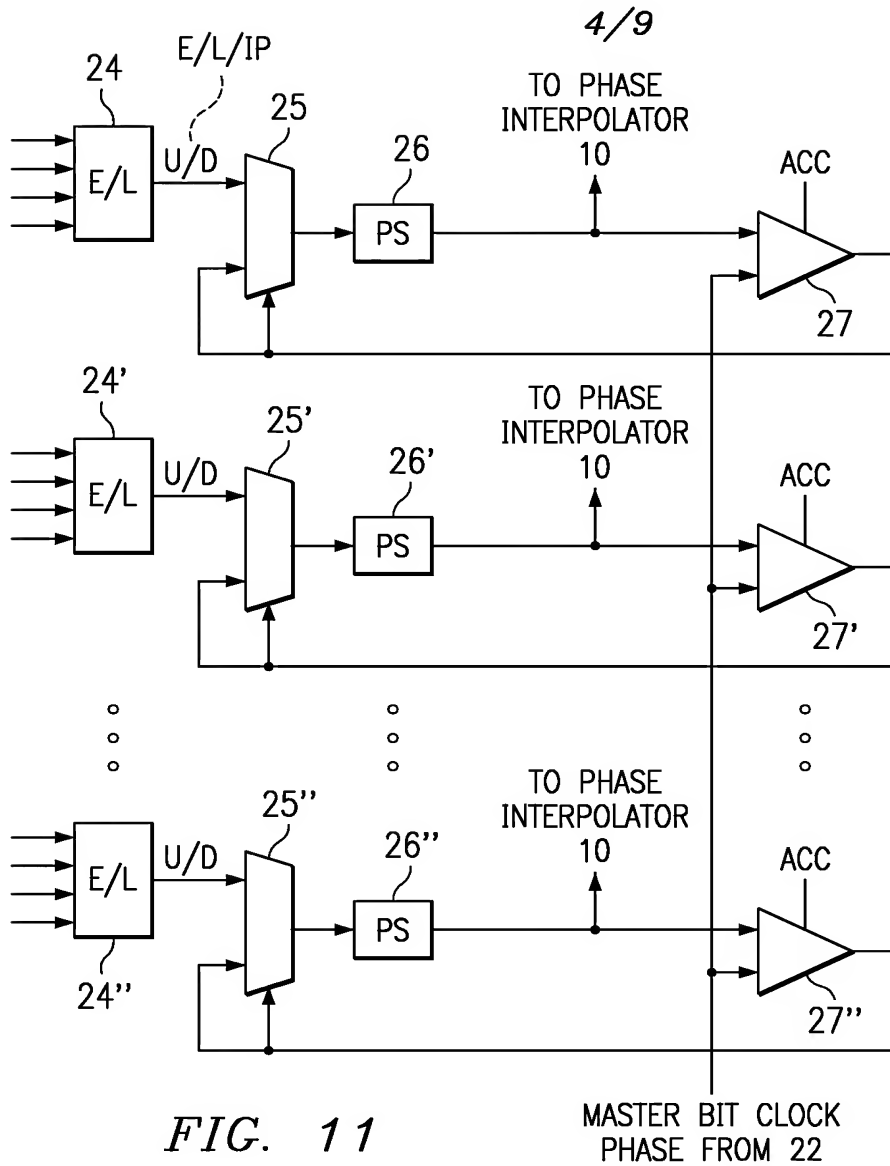 4/9
E/L/IP
24
25
TO PHASE
INTERPOLATOR
10
ACC
26
E/L
U/D
PS
27
24'
25'
TO PHASE
INTERPOLATOR
10
ACC
26'
E/L
U/D
PS
27'
25''
TO PHASE
INTERPOLATOR
10
ACC
26''
E/L
U/D
PS
24''
27''
FIG. 11
MASTER BIT CLOCK
PHASE FROM 22